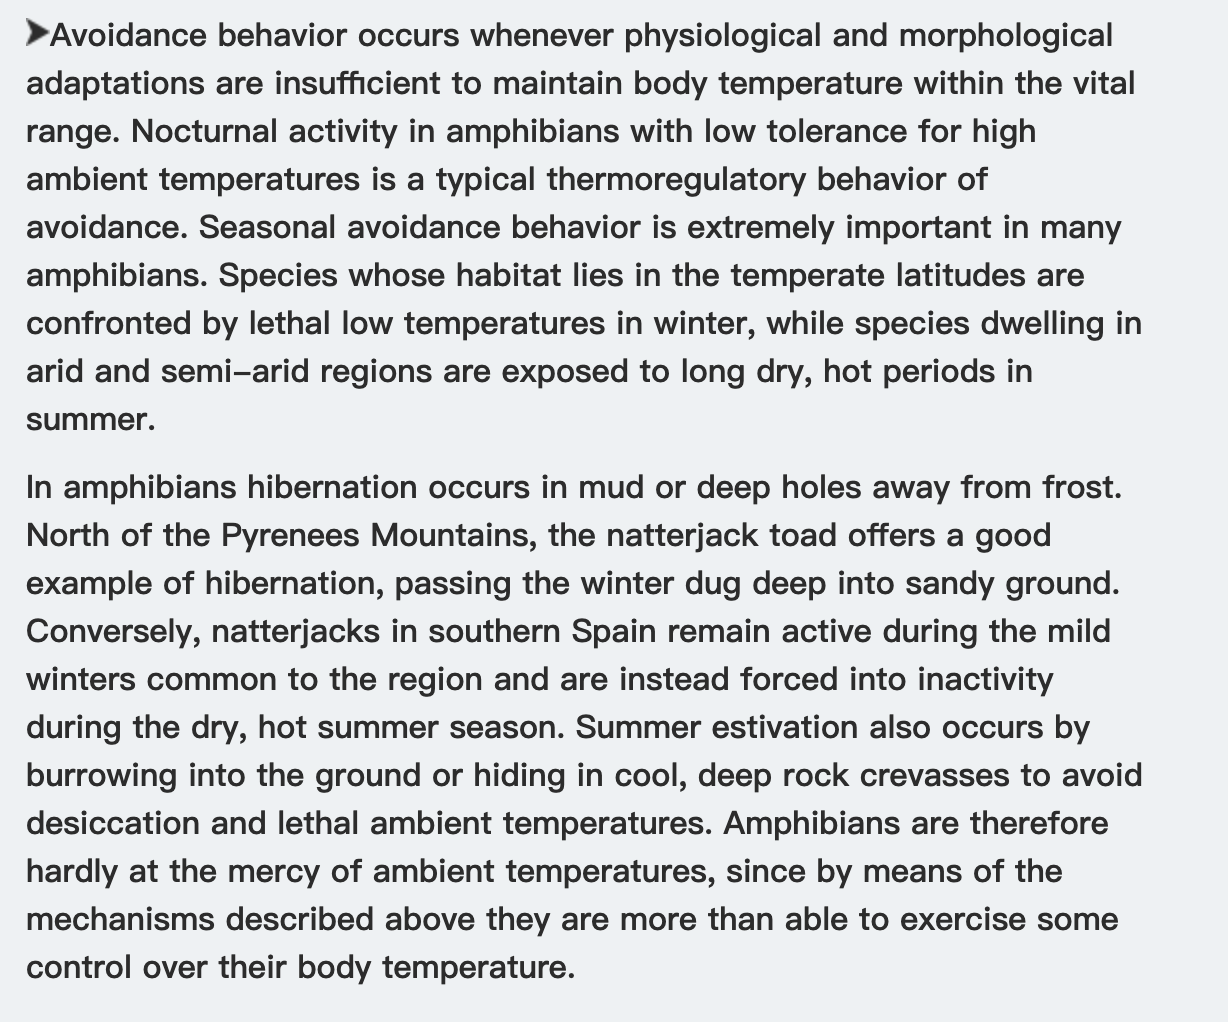 ➤Avoidance behavior occurs whenever physiological and morphological
adaptations are insufficient to maintain body temperature within the vital
range. Nocturnal activity in amphibians with low tolerance for high
ambient temperatures is a typical thermoregulatory behavior of
avoidance. Seasonal avoidance behavior is extremely important in many
amphibians. Species whose habitat lies in the temperate latitudes are
confronted by lethal low temperatures in winter, while species dwelling in
arid and semi–arid regions are exposed to long dry, hot periods in
summer.
In amphibians hibernation occurs in mud or deep holes away from frost.
North of the Pyrenees Mountains, the natterjack toad offers a good
example of hibernation, passing the winter dug deep into sandy ground.
Conversely, natterjacks in southern Spain remain active during the mild
winters common to the region and are instead forced into inactivity
during the dry, hot summer season. Summer estivation also occurs by
burrowing into the ground or hiding in cool, deep rock crevasses to avoid
desiccation and lethal ambient temperatures. Amphibians are therefore
hardly at the mercy of ambient temperatures, since by means of the
mechanisms described above they are more than able to exercise some
control over their body temperature.